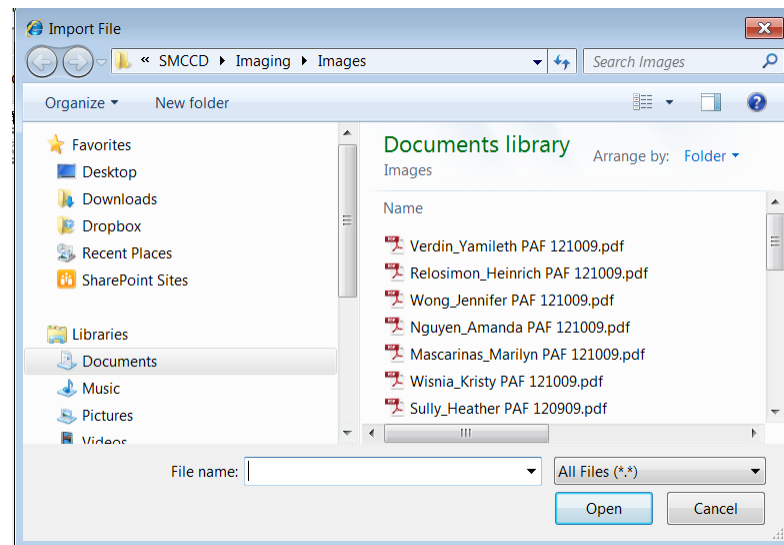 Import File
« SMCCD Imaging Images
Search Images
Organize New folder
Favorites
Desktop
Downloads
Dropbox
Recent Places
SharePoint Sites
Libraries
Documents
Music
Pictures
Videos
Documents library
Images
Arrange by: Folder
Name
Verdin_Yamileth PAF 121009.pdf
Relosimon_Heinrich PAF 121009.pdf
Wong_Jennifer PAF 121009.pdf
Nguyen_Amanda PAF 121009.pdf
Mascarinas_Marilyn PAF 121009.pdf
Wisnia_Kristy PAF 121009.pdf
Sully_Heather PAF 120909.pdf
File name:
All Files (*.*)
Open Cancel